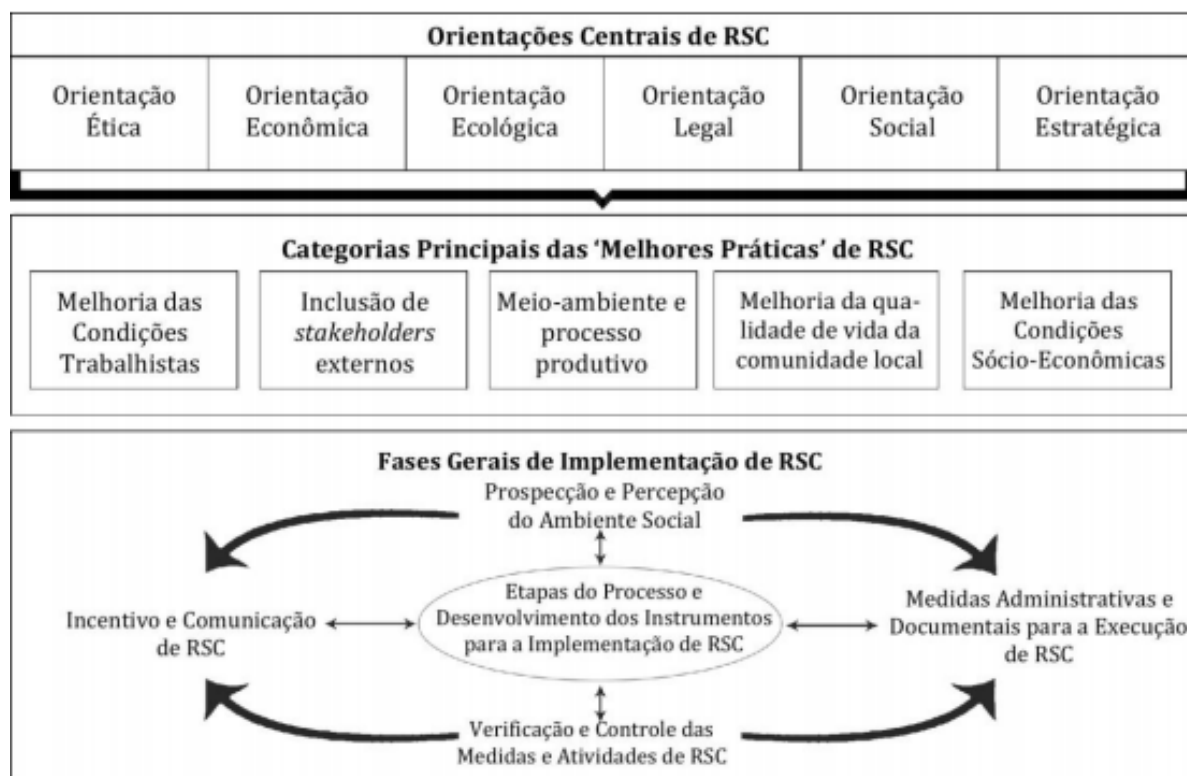 Orientações Centrais de RSC
Orientação
Ética
Orientação
Econômica
Orientação
Ecológica
Orientação
Legal
Orientação
Social
Orientação
Estratégica
Categorias Principais das ‘Melhores Práticas’ de RSC
Melhoria das
Condições
Trabalhistas
Inclusão de
stakeholders
externos
Meio-ambiente e
processo
produtivo
Melhoria da qua-
lidade de vida da
comunidade local
Melhoria das
Condições
Sócio-Econômicas
Fases Gerais de Implementação de RSC
Prospecção e Percepção
do Ambiente Social
Incentivo e Comunicação
de RSC
Etapas do Processo e
Desenvolvimento dos Instrumentos
para a Implementação de RSC
Medidas Administrativas e
Documentais para a Execução
de RSC
Verificação e Controle das
Medidas e Atividades de RSC